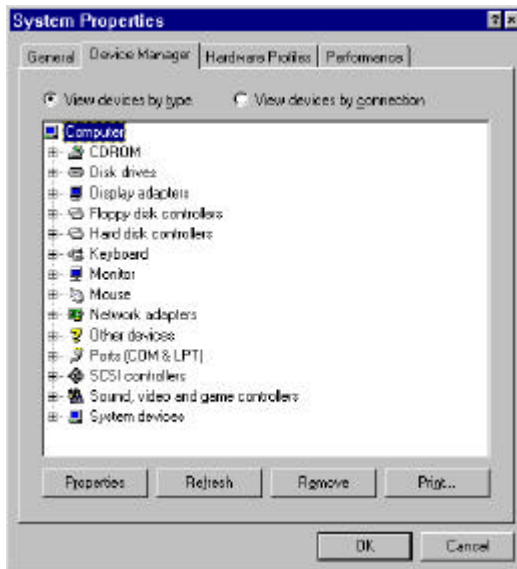 System Properties
General Device Manager Hardware Profiles Performance
View devices by type View devices by connection
Computer
CDROM
Disk drives
Display adapters
Floppy disk controllers
Hard disk controllers
Keyboard
Monitor
Mouse
Network adapters
Other devices
Ports (COM & LPT)
SCSI controllers
Sound, video and game controllers
System devices
Properties Refresh Remove Print...
OK Cancel